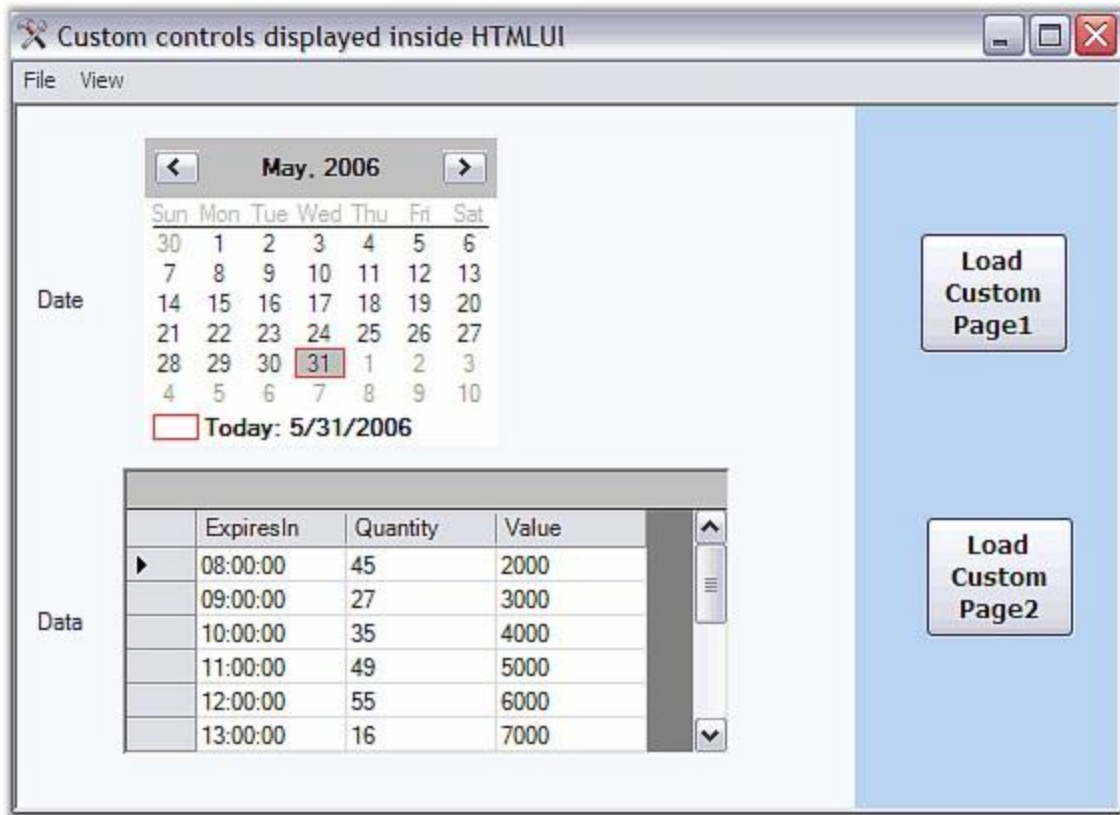 Custom controls displayed inside HTMLUI
File View
May, 2006
Sun Mon Tue Wed Thu Fri Sat
30 1 2 3 4 5 6
7 8 9 10 11 12 13
Date
14 15 16 17 18 19 20
21 22 23 24 25 26 27
28 29 30 31 1 2 3
4 5 6 7 8 9 10
Today: 5/31/2006
ExpiresIn Quantity Value
08:00:00 45 2000
09:00:00 27 3000
Data
10:00:00 35 4000
11:00:00 49 5000
12:00:00 55 6000
13:00:00 16 7000
Load
Custom
Page1
Load
Custom
Page2